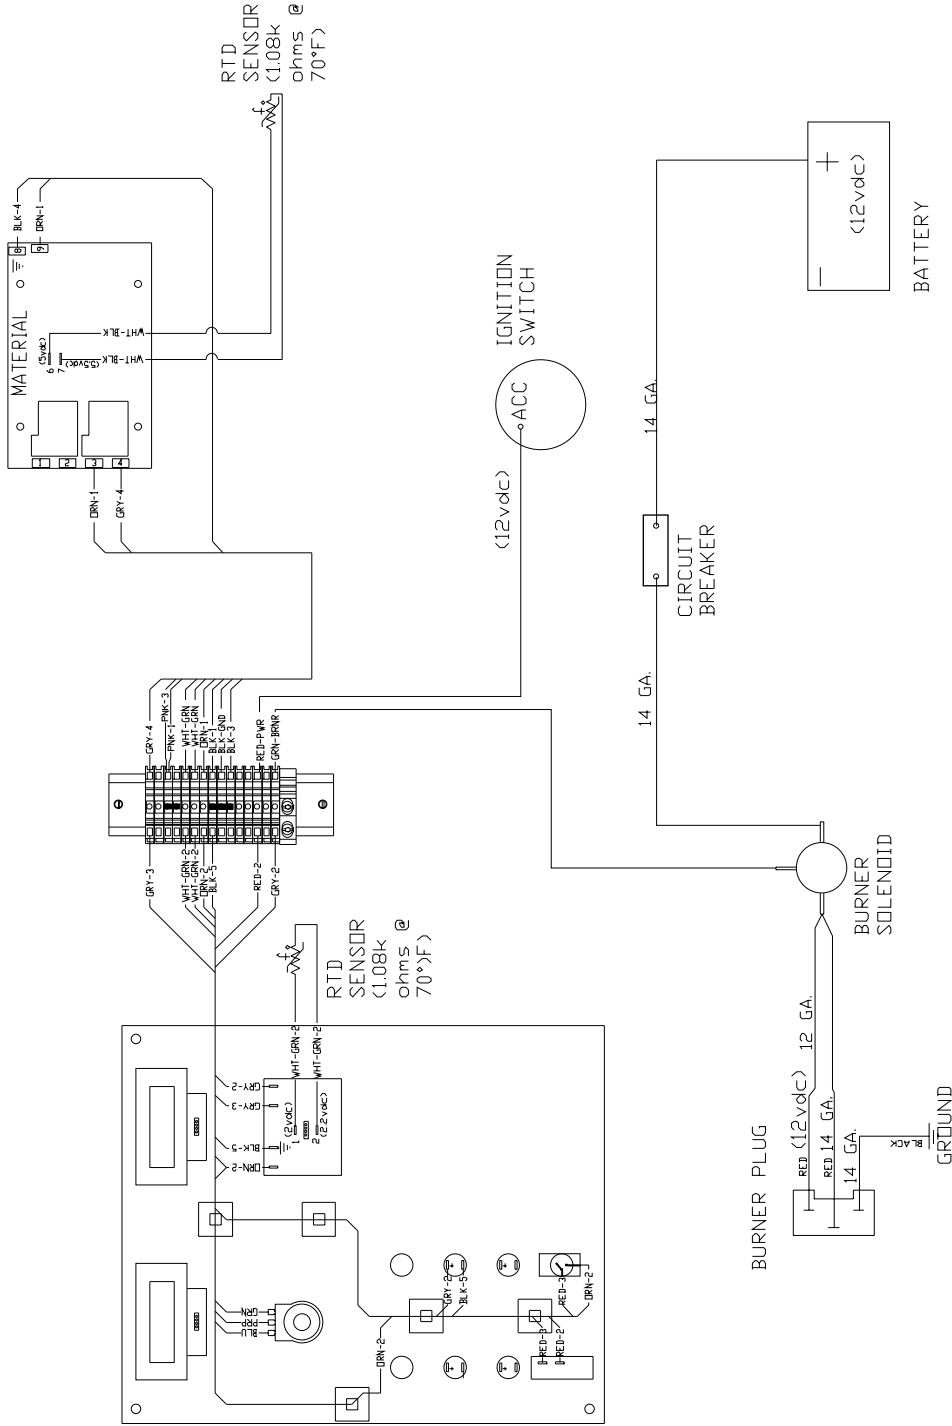 RTD
SENSOR
(1.08k
ohms @
70°F)
BLK-4
ORN-1
8
9
MATERIAL
(5vdc)
6
7
(5.5vdc)
WHT-BLK
WHT-BLK
1
2
3
4
ORN-1
GRY-4
IGNITION
SWITCH
ACC
(12vdc)
+
–
(12vdc)
BATTERY
14 GA.
CIRCUIT
BREAKER
14 GA.
GRY-4
PNK-3
PNK-1
WHT-GRN
WHT-GRN
ORN-1
BLK-1
BLK-GND
BLK-3
RED-PWR
GRN-BRNR
GRY-3
WHT-GRN-2
WHT-GRN-2
ORN-2
BLK-5
RED-2
GRY-2
RTD
SENSOR
(1.08k
ohms @
70°)F)
WHT-GRN-2
WHT-GRN-2
GRY-2
GRY-3
BLK-5
ORN-2
1
(2vdc)
2
(2.2vdc)
GRN
PRP
BLU
ORN-2
GRY-2
BLK-5
RED-3
ORN-2
RED-3
RED-2
BURNER
SOLENOID
12 GA.
RED (12vdc)
RED 14 GA.
14 GA.
BLACK
GROUND
BURNER PLUG